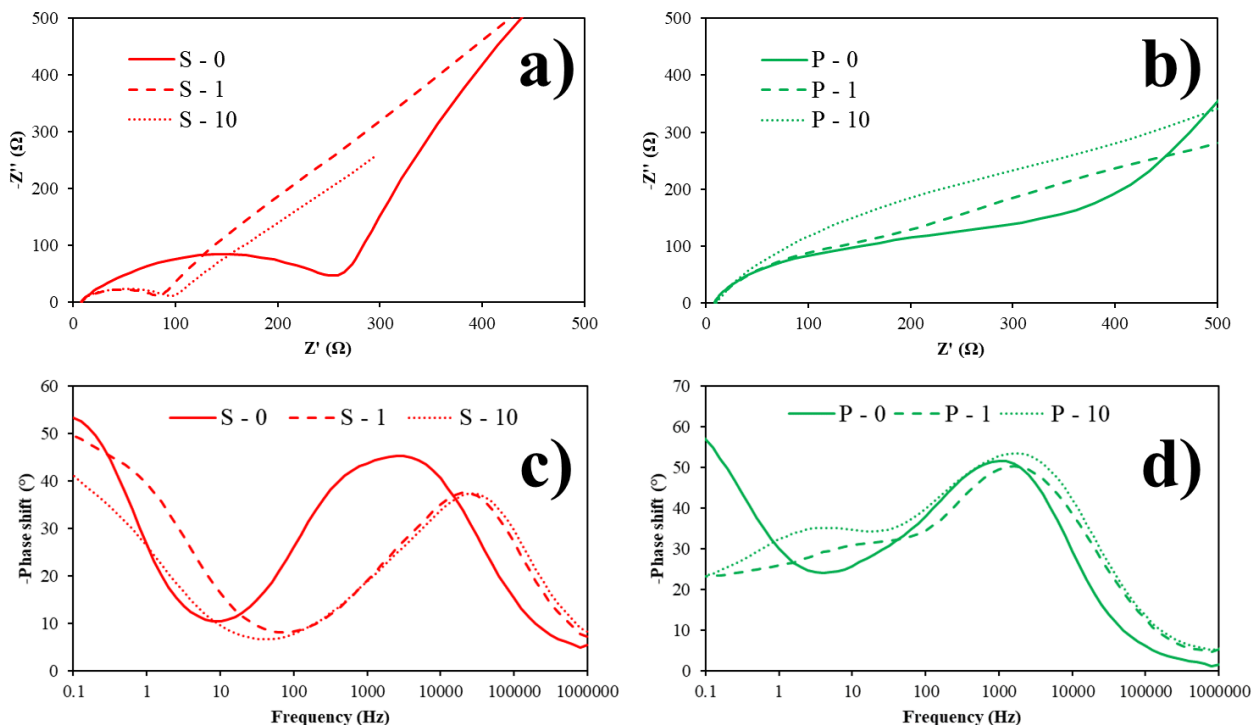 500
400
300
200
100
0
-Z'' (Ω)
S - 0
S - 1
S - 10
a)
0 100 200 300 400 500
Z' (Ω)
500
400
300
200
100
0
-Z'' (Ω)
P - 0
P - 1
P - 10
b)
0 100 200 300 400 500
Z' (Ω)
60
50
40
30
20
10
0
-Phase shift (°)
S - 0 S - 1 S - 10
c)
0.1 1 10 100 1000 10000 100000 1000000
Frequency (Hz)
70
60
50
40
30
20
10
0
-Phase shift (°)
P - 0 P - 1 P - 10
d)
0.1 1 10 100 1000 10000 100000 1000000
Frequency (Hz)